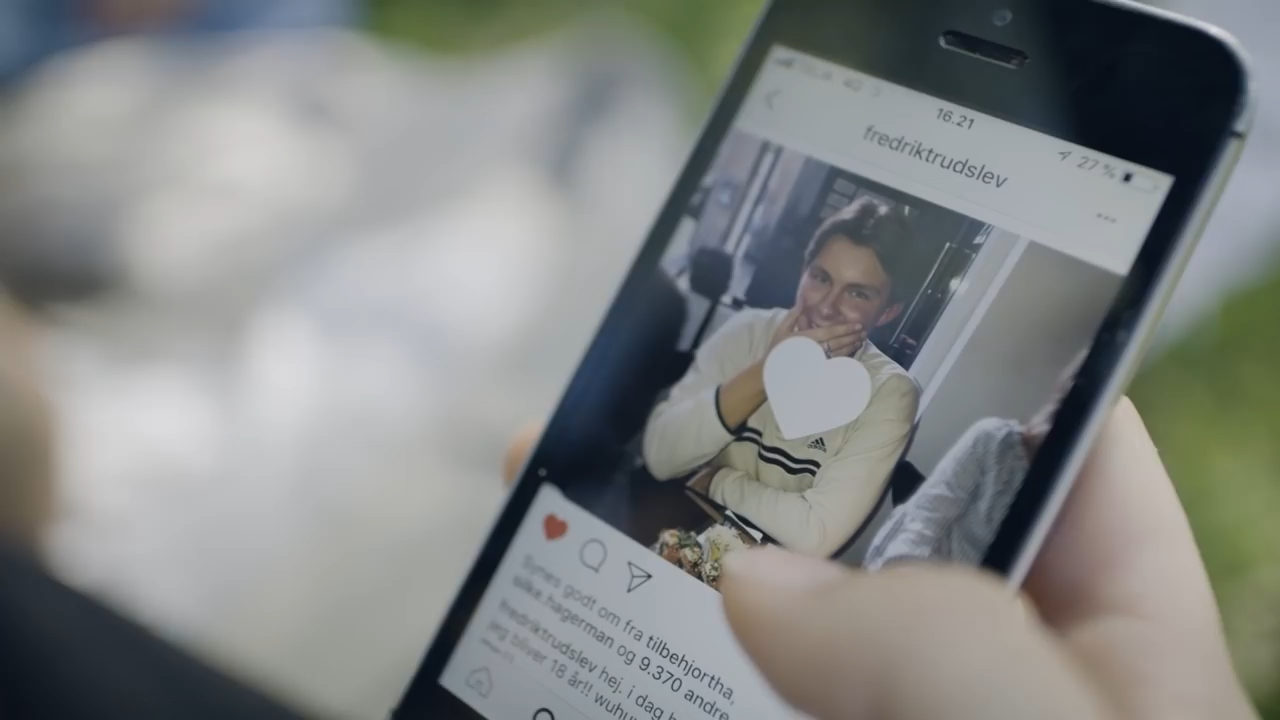 16.21
27 %
fredriktrudslev
Synes godt om fra tilbehjortha,
silke.hagerman og 9.370 andre
fredriktrudslev hej. i dag
jeg bliver 18 år!! wuhu